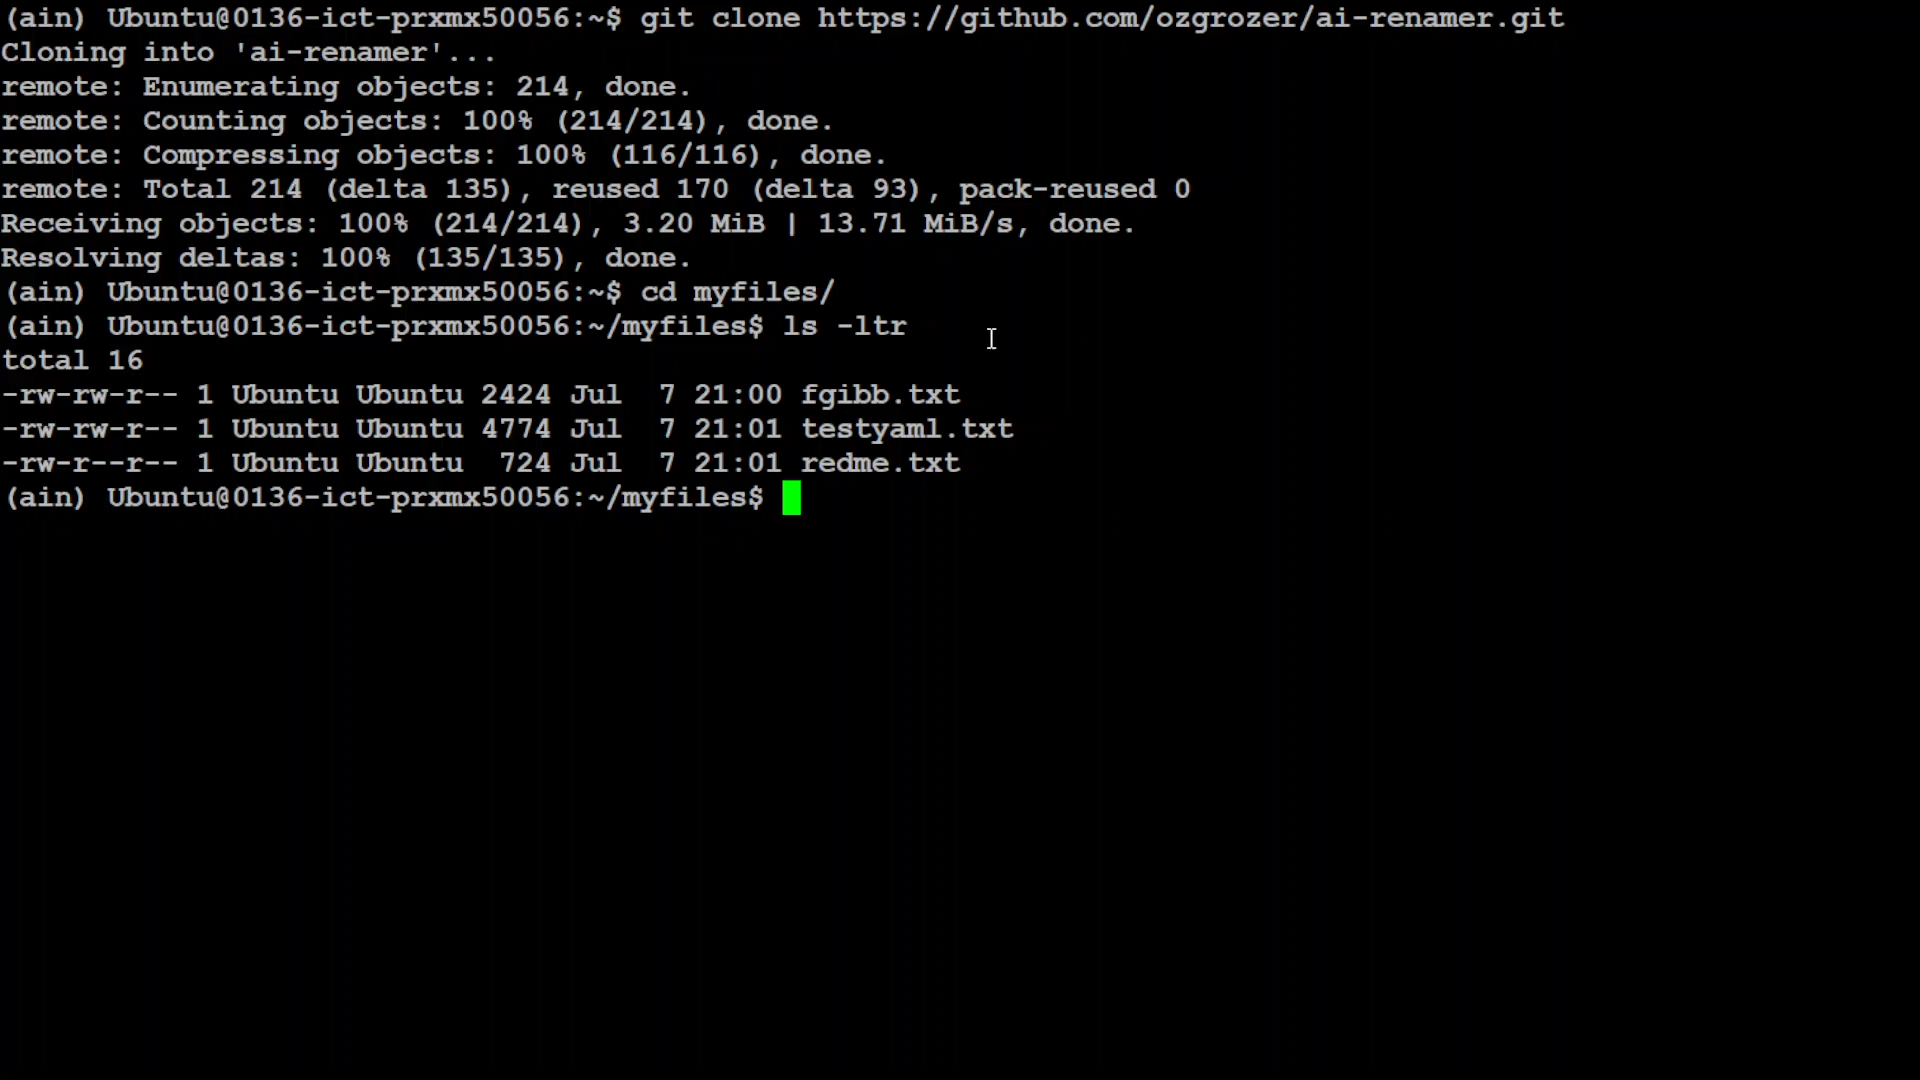 (ain) Ubuntu@0136-ict-prxmx50056:~$ git clone https://github.com/ozgrozer/ai-renamer.git
Cloning into 'ai-renamer'...
remote: Enumerating objects: 214, done.
remote: Counting objects: 100% (214/214), done.
remote: Compressing objects: 100% (116/116), done.
remote: Total 214 (delta 135), reused 170 (delta 93), pack-reused 0
Receiving objects: 100% (214/214), 3.20 MiB | 13.71 MiB/s, done.
Resolving deltas: 100% (135/135), done.
(ain) Ubuntu@0136-ict-prxmx50056:~$ cd myfiles/
(ain) Ubuntu@0136-ict-prxmx50056:~/myfiles$ ls -ltr
total 16
-rw-rw-r-- 1 Ubuntu Ubuntu 2424 Jul  7 21:00 fgibb.txt
-rw-rw-r-- 1 Ubuntu Ubuntu 4774 Jul  7 21:01 testyaml.txt
-rw-r--r-- 1 Ubuntu Ubuntu  724 Jul  7 21:01 redme.txt
(ain) Ubuntu@0136-ict-prxmx50056:~/myfiles$